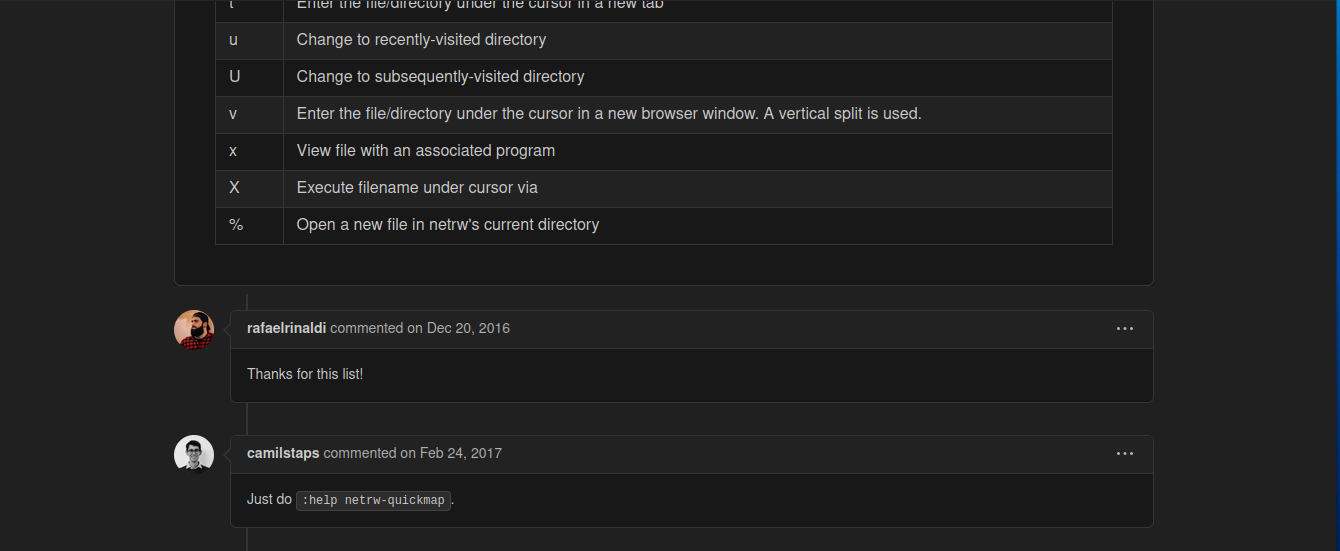 t Enter the file/directory under the cursor in a new tab
u Change to recently-visited directory
U Change to subsequently-visited directory
v Enter the file/directory under the cursor in a new browser window. A vertical split is used.
x View file with an associated program
X Execute filename under cursor via
% Open a new file in netrw's current directory
rafaelrinaldi commented on Dec 20, 2016
Thanks for this list!
camilstaps commented on Feb 24, 2017
Just do :help netrw-quickmap.